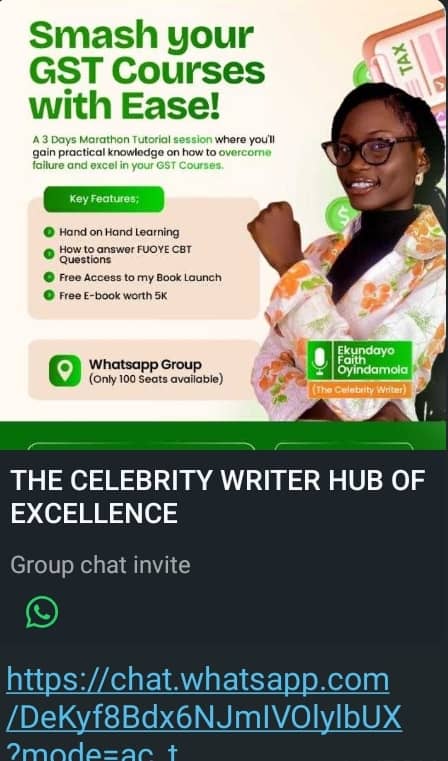 Smash your
GST Courses
with Ease!
TAX
A 3 Days Marathon Tutorial session where you'll
gain practical knowledge on how to overcome
failure and excel in your GST Courses.
Key Features;
Hand on Hand Learning
How to answer FUOYE CBT
Questions
Free Access to my Book Launch
Free E-book worth 5K
Whatsapp Group
(Only 100 Seats available)
Ekundayo
Faith
Oyindamola
(The Celebrity Writer)
THE CELEBRITY WRITER HUB OF
EXCELLENCE
Group chat invite
https://chat.whatsapp.com
/DeKyf8Bdx6NJmIVOlylbUX
?mode=ac_t